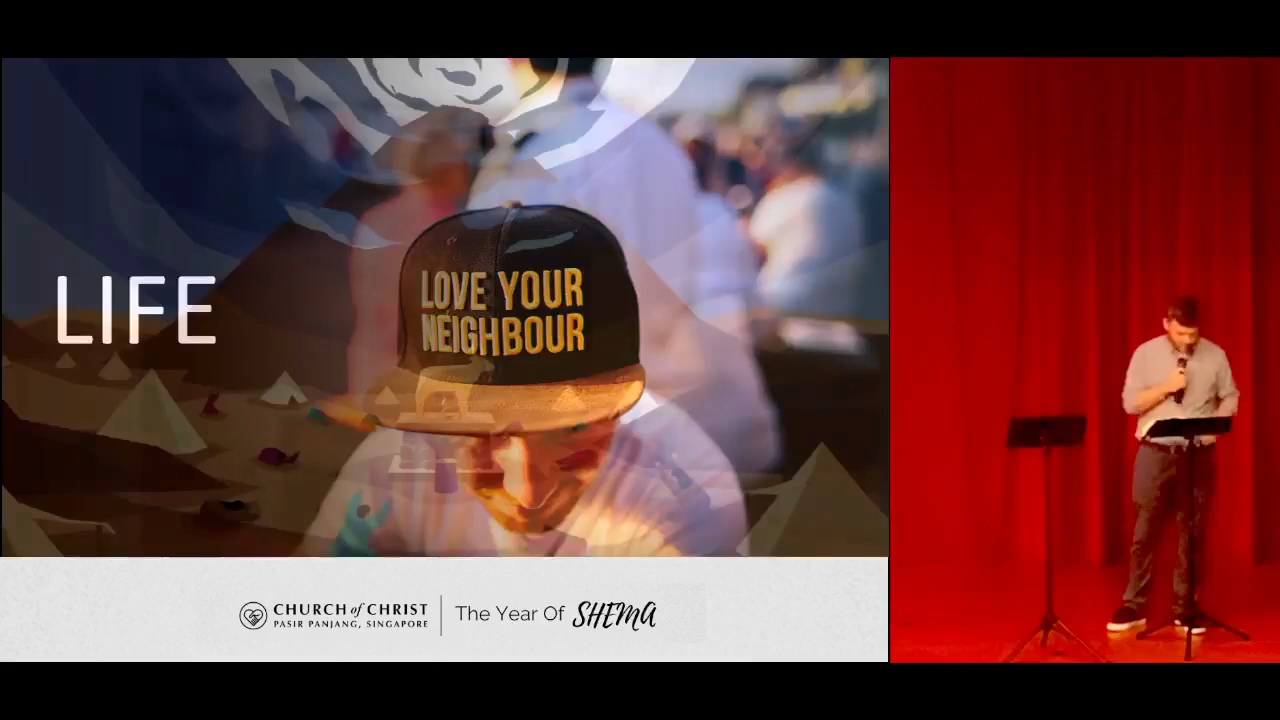 LIFE
LOVE YOUR
NEIGHBOUR
CHURCH of CHRIST
PASIR PANJANG, SINGAPORE
The Year Of SHEMA